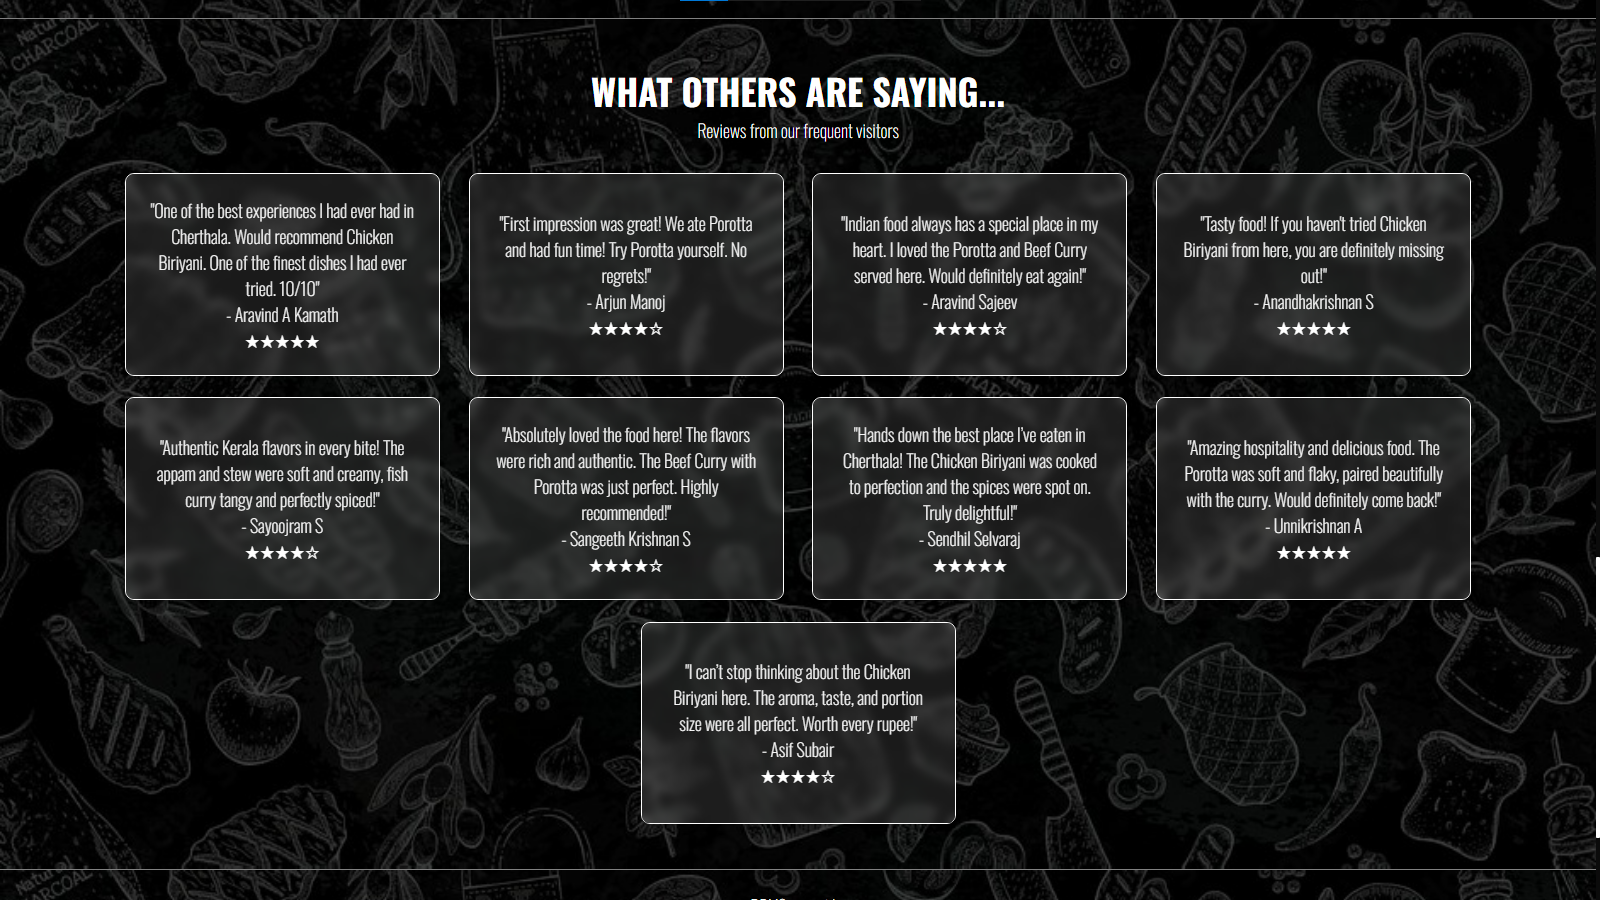 Natural
CHARCOAL
WHAT OTHERS ARE SAYING...
Reviews from our frequent visitors
"One of the best experiences I had ever had in
Cherthala. Would recommend Chicken
Biriyani. One of the finest dishes I had ever
tried. 10/10"
- Aravind A Kamath
★★★★★
"First impression was great! We ate Porotta
and had fun time! Try Porotta yourself. No
regrets!"
- Arjun Manoj
★★★★☆
"Indian food always has a special place in my
heart. I loved the Porotta and Beef Curry
served here. Would definitely eat again!"
- Aravind Sajeev
★★★★☆
"Tasty food! If you haven't tried Chicken
Biriyani from here, you are definitely missing
out!"
- Anandhakrishnan S
★★★★★
"Authentic Kerala flavors in every bite! The
appam and stew were soft and creamy, fish
curry tangy and perfectly spiced!"
- Sayoojram S
★★★★☆
"Absolutely loved the food here! The flavors
were rich and authentic. The Beef Curry with
Porotta was just perfect. Highly
recommended!"
- Sangeeth Krishnan S
★★★★☆
"Hands down the best place I've eaten in
Cherthala! The Chicken Biriyani was cooked
to perfection and the spices were spot on.
Truly delightful!"
- Sendhil Selvaraj
★★★★★
"Amazing hospitality and delicious food. The
Porotta was soft and flaky, paired beautifully
with the curry. Would definitely come back!"
- Unnikrishnan A
★★★★★
"I can't stop thinking about the Chicken
Biriyani here. The aroma, taste, and portion
size were all perfect. Worth every rupee!"
- Asif Subair
★★★★☆
Natural
CHARCOAL